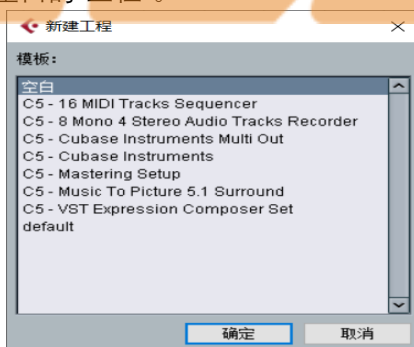 新建工程
模板：
空白
C5 - 16 MIDI Tracks Sequencer
C5 - 8 Mono 4 Stereo Audio Tracks Recorder
C5 - Cubase Instruments Multi Out
C5 - Cubase Instruments
C5 - Mastering Setup
C5 - Music To Picture 5.1 Surround
C5 - VST Expression Composer Set
default
确定 取消